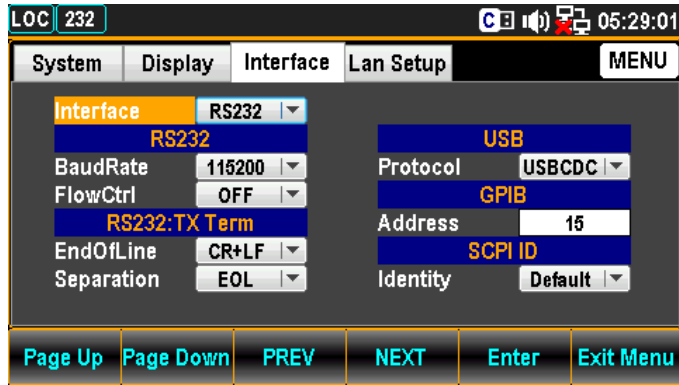 LOC 232 C 05:29:01
System Display Interface Lan Setup MENU
Interface RS232
RS232 USB
BaudRate 115200 Protocol USBCDC
FlowCtrl OFF GPIB
RS232:TX Term Address 15
EndOfLine CR+LF SCPI ID
Separation EOL Identity Default
Page Up Page Down PREV NEXT Enter Exit Menu